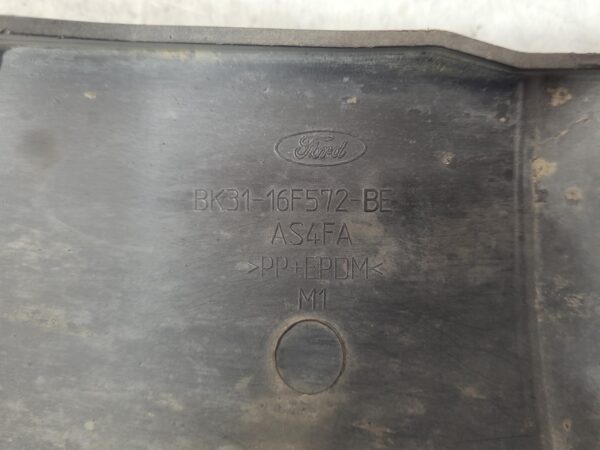 Ford
BK31-16F572-BE
AS4FA
>PP+EPDM<
M1